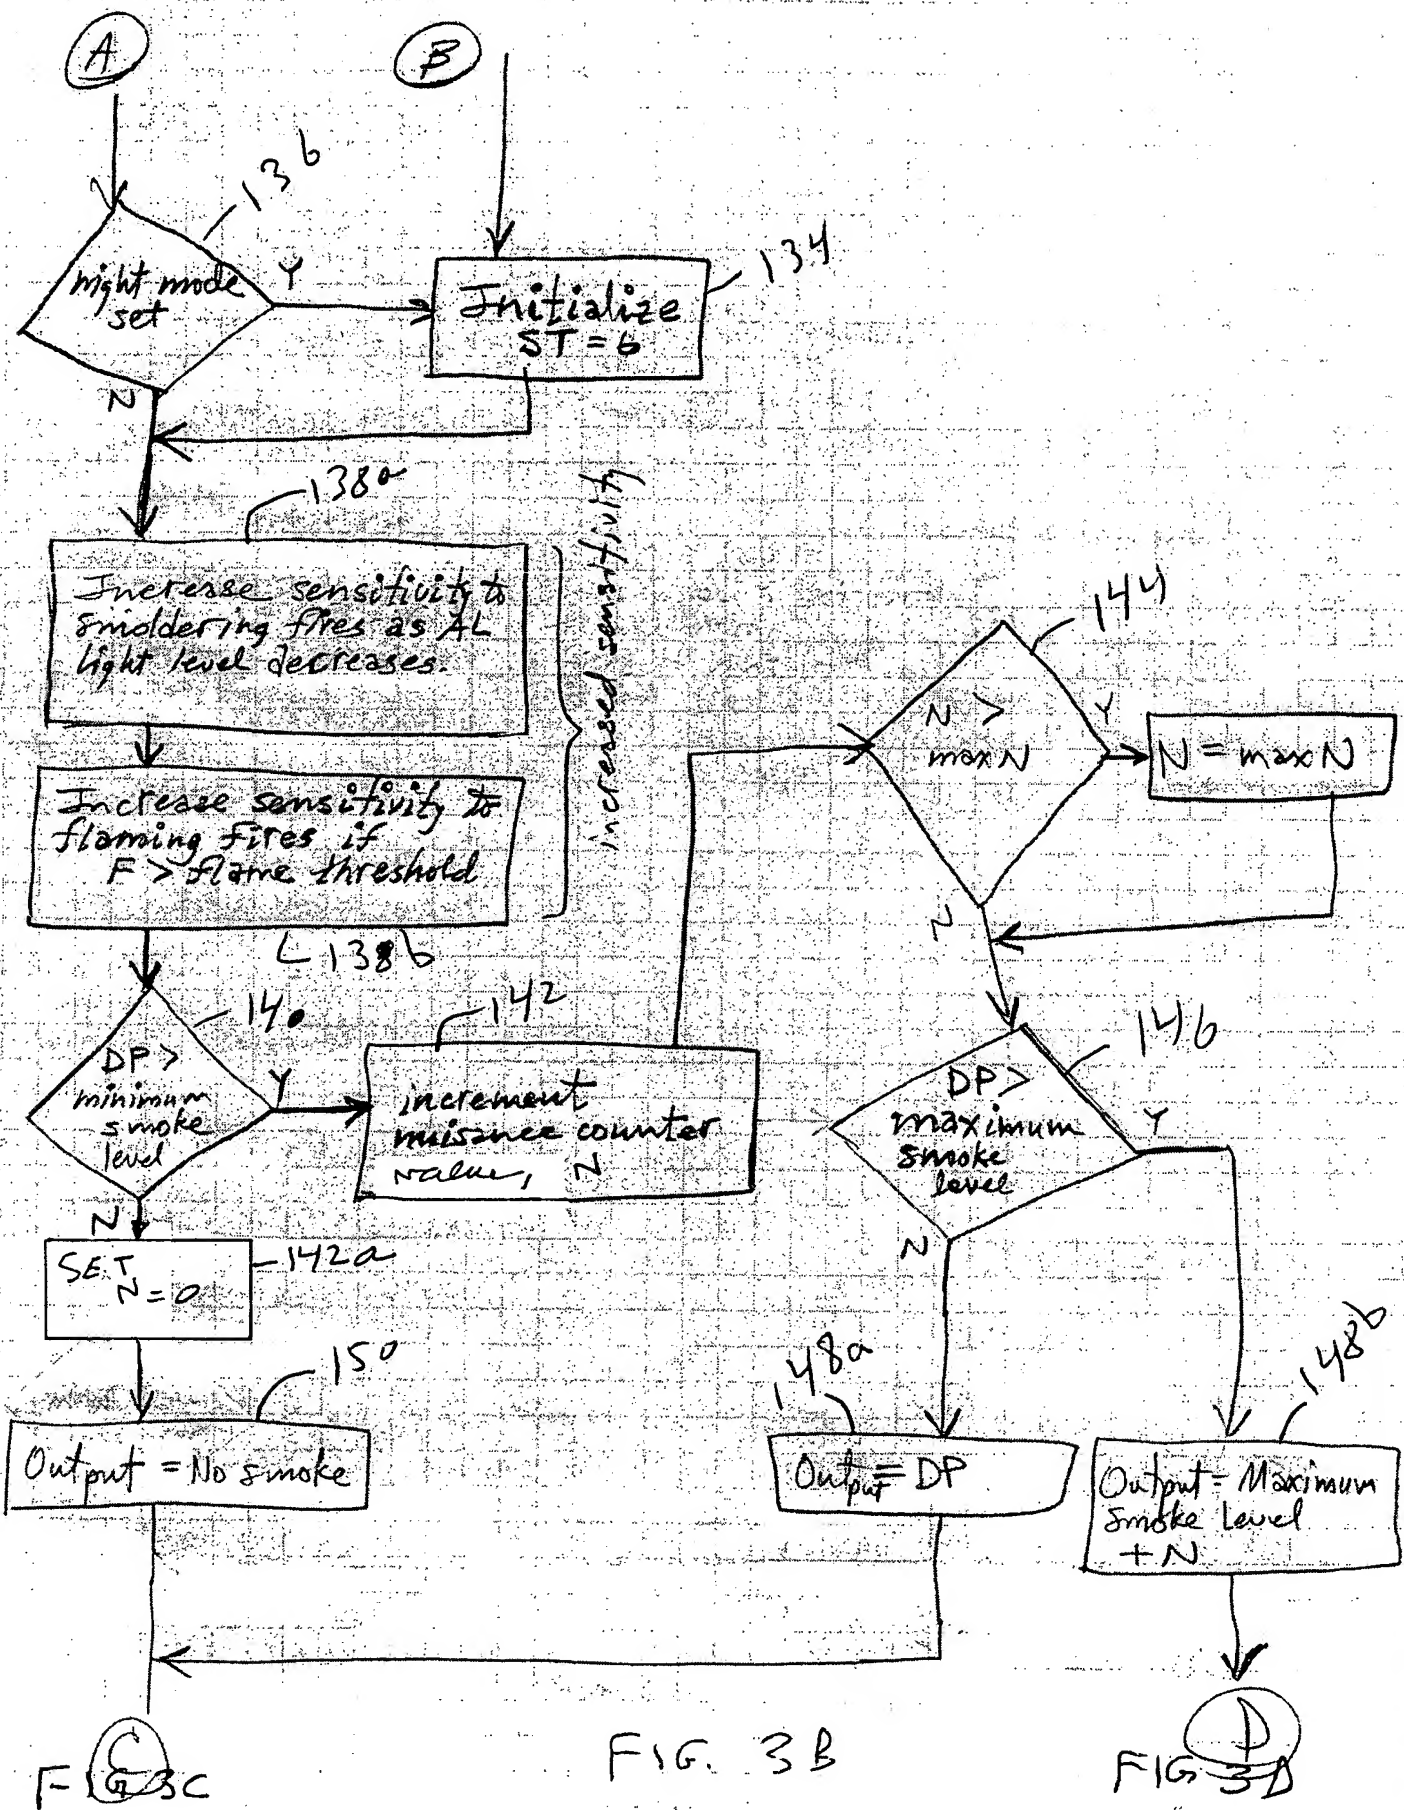 A
B
136
134
night mode
set
Y
Initialize
ST = 6
N
138a
Increase sensitivity to
smoldering fires as AL
light level decreases.
increased sensitivity
Increase sensitivity to
flaming fires if
F > flame threshold
138b
144
N >
max N
Y
N = max N
N
140
DP >
minimum
smoke
level
Y
142
increment
nuisance counter
value, N
146
DP >
maximum
smoke
level
Y
N
N
SET
N = 0
142a
150
Output = No smoke
148a
Output = DP
148b
Output = Maximum
smoke Level
+ N
C
FIG 3C
FIG. 3B
D
FIG 3D